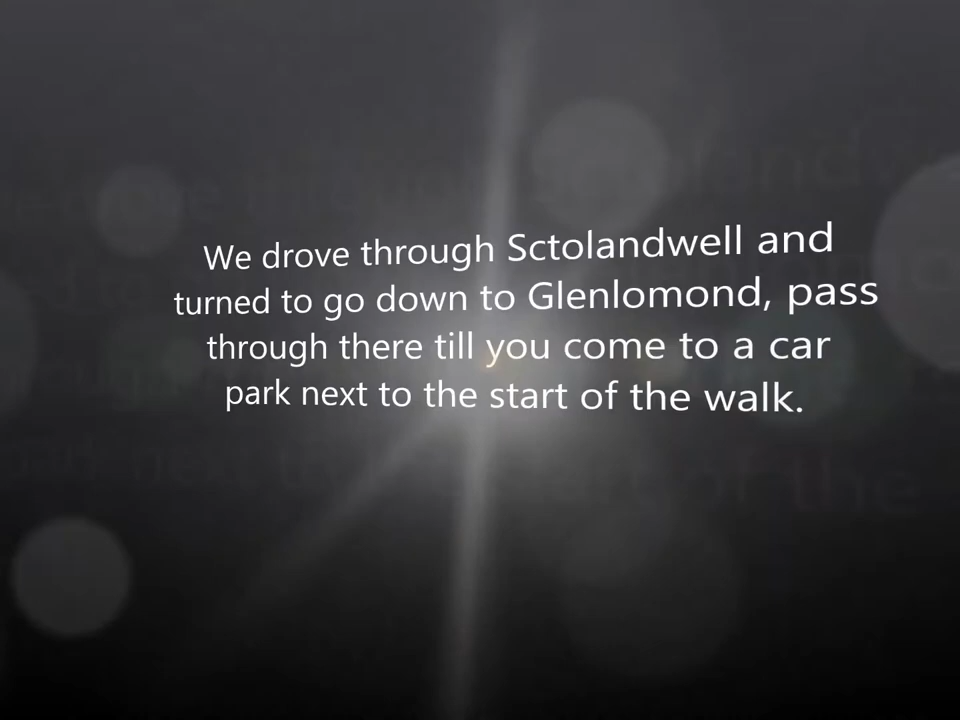 We drove through Sctolandwell and
turned to go down to Glenlomond, pass
through there till you come to a car
park next to the start of the walk.